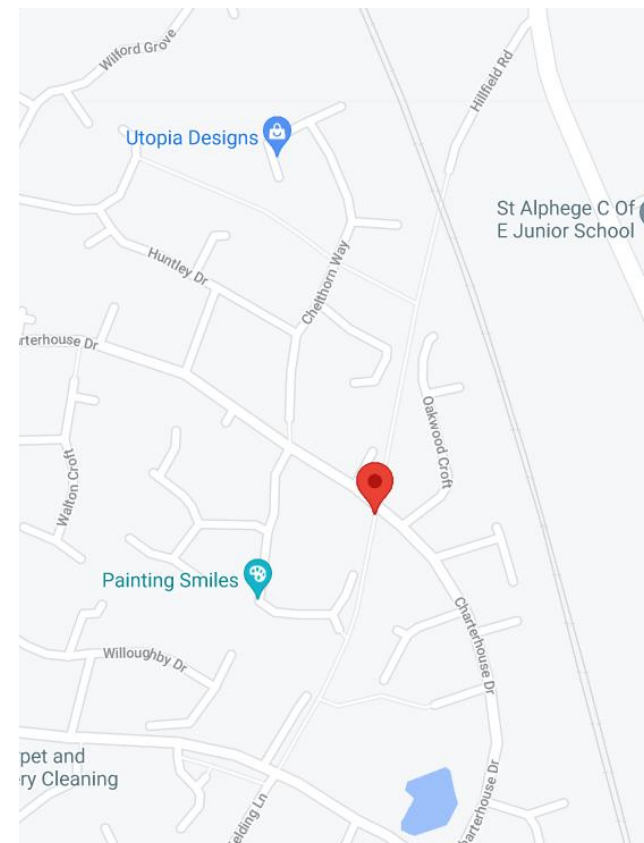 Wilford Grove
Hillfield Rd
Utopia Designs
St Alphege C Of
E Junior School
Huntley Dr
Chelthorn Way
rterhouse Dr
Oakwood Croft
Walton Croft
Painting Smiles
Charterhouse Dr
Willoughby Dr
pet and
ry Cleaning
elding Ln
arterhouse Dr